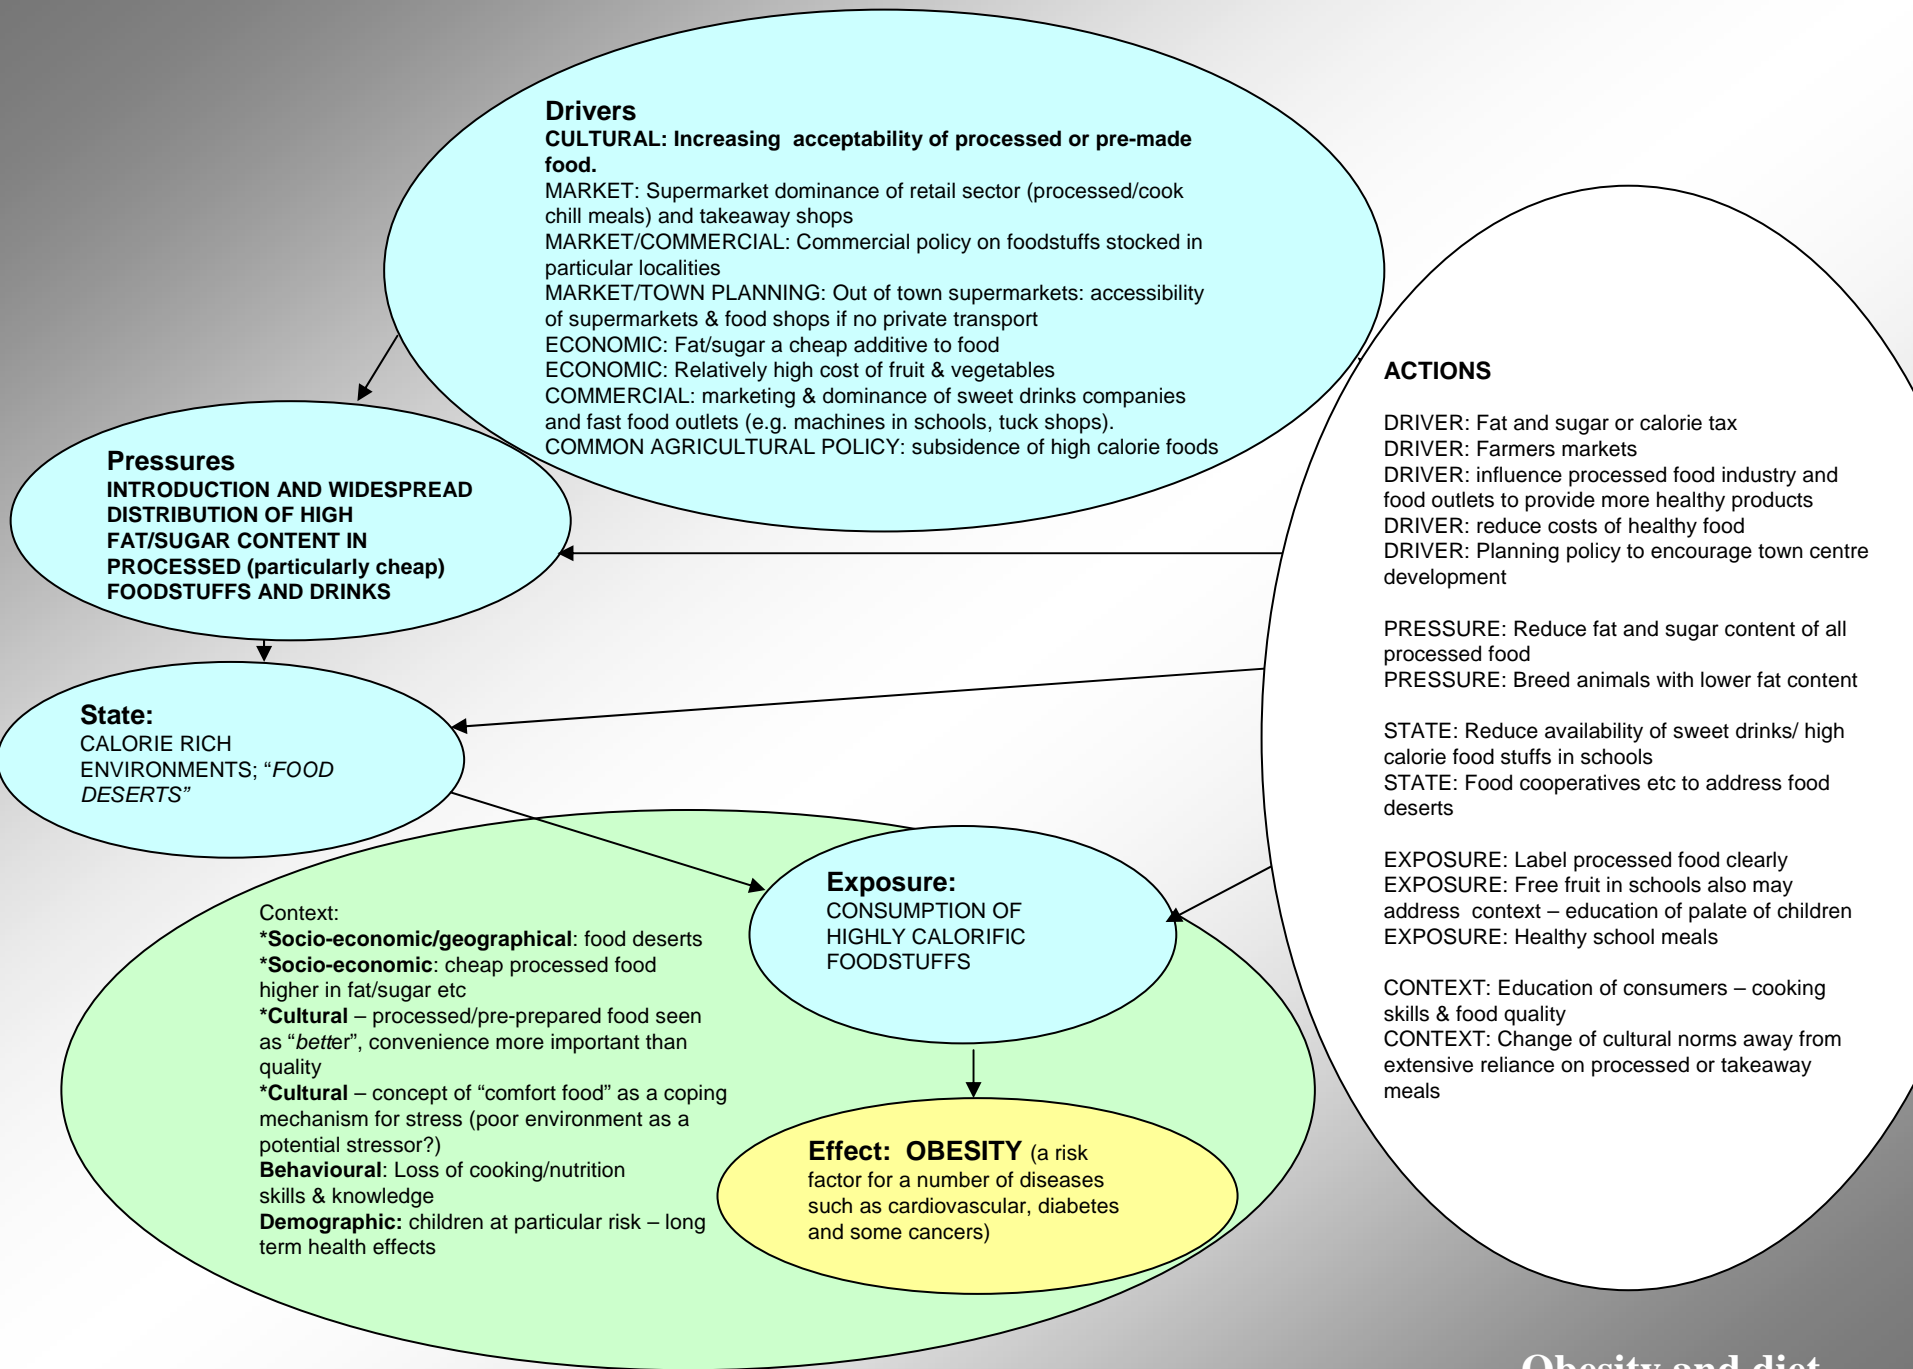 Drivers
CULTURAL: Increasing acceptability of processed or pre-made
food.
MARKET: Supermarket dominance of retail sector (processed/cook
chill meals) and takeaway shops
MARKET/COMMERCIAL: Commercial policy on foodstuffs stocked in
particular localities
MARKET/TOWN PLANNING: Out of town supermarkets: accessibility
of supermarkets & food shops if no private transport
ECONOMIC: Fat/sugar a cheap additive to food
ECONOMIC: Relatively high cost of fruit & vegetables
COMMERCIAL: marketing & dominance of sweet drinks companies
and fast food outlets (e.g. machines in schools, tuck shops).
COMMON AGRICULTURAL POLICY: subsidence of high calorie foods
Pressures
INTRODUCTION AND WIDESPREAD
DISTRIBUTION OF HIGH
FAT/SUGAR CONTENT IN
PROCESSED (particularly cheap)
FOODSTUFFS AND DRINKS
State:
CALORIE RICH
ENVIRONMENTS; “FOOD
DESERTS”
Context:
*Socio-economic/geographical: food deserts
*Socio-economic: cheap processed food
higher in fat/sugar etc
*Cultural – processed/pre-prepared food seen
as “better”, convenience more important than
quality
*Cultural – concept of “comfort food” as a coping
mechanism for stress (poor environment as a
potential stressor?)
Behavioural: Loss of cooking/nutrition
skills & knowledge
Demographic: children at particular risk – long
term health effects
Exposure:
CONSUMPTION OF
HIGHLY CALORIFIC
FOODSTUFFS
Effect: OBESITY (a risk
factor for a number of diseases
such as cardiovascular, diabetes
and some cancers)
ACTIONS
DRIVER: Fat and sugar or calorie tax
DRIVER: Farmers markets
DRIVER: influence processed food industry and
food outlets to provide more healthy products
DRIVER: reduce costs of healthy food
DRIVER: Planning policy to encourage town centre
development
PRESSURE: Reduce fat and sugar content of all
processed food
PRESSURE: Breed animals with lower fat content
STATE: Reduce availability of sweet drinks/ high
calorie food stuffs in schools
STATE: Food cooperatives etc to address food
deserts
EXPOSURE: Label processed food clearly
EXPOSURE: Free fruit in schools also may
address context – education of palate of children
EXPOSURE: Healthy school meals
CONTEXT: Education of consumers – cooking
skills & food quality
CONTEXT: Change of cultural norms away from
extensive reliance on processed or takeaway
meals
Obesity and diet